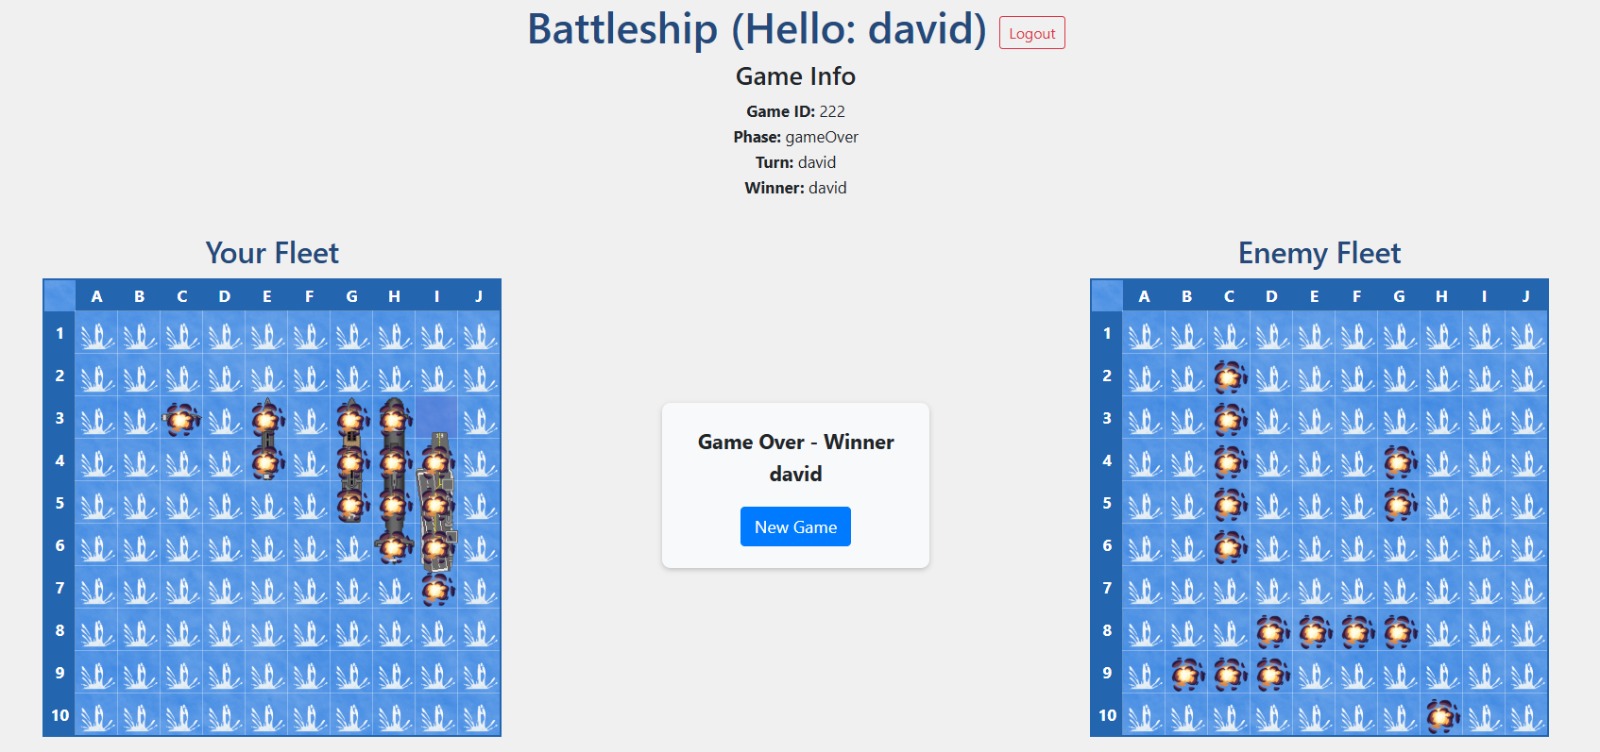 Battleship (Hello: david) Logout
Game Info
Game ID: 222
Phase: gameOver
Turn: david
Winner: david
Your Fleet
A B C D E F G H I J
1
2
3
4
5
6
7
8
9
10
Game Over - Winner
david
New Game
Enemy Fleet
A B C D E F G H I J
1
2
3
4
5
6
7
8
9
10